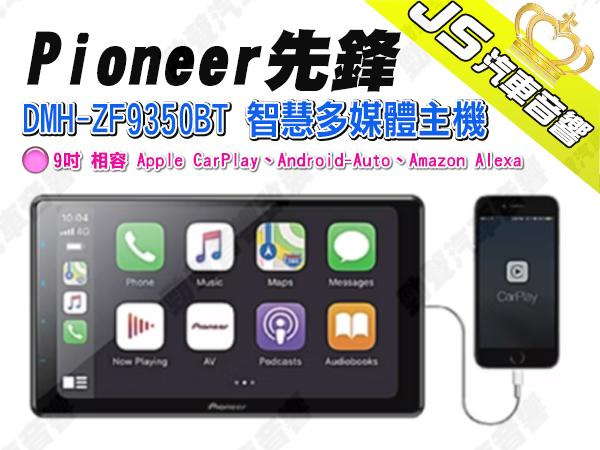 Pioneer先鋒
JS汽車音響
DMH-ZF9350BT 智慧多媒體主機
9吋 相容 Apple CarPlay、Android-Auto、Amazon Alexa
10:04
4G
Phone
Music
Maps
Messages
Now Playing
Pioneer
AV
Podcasts
Audiobooks
Pioneer
CarPlay